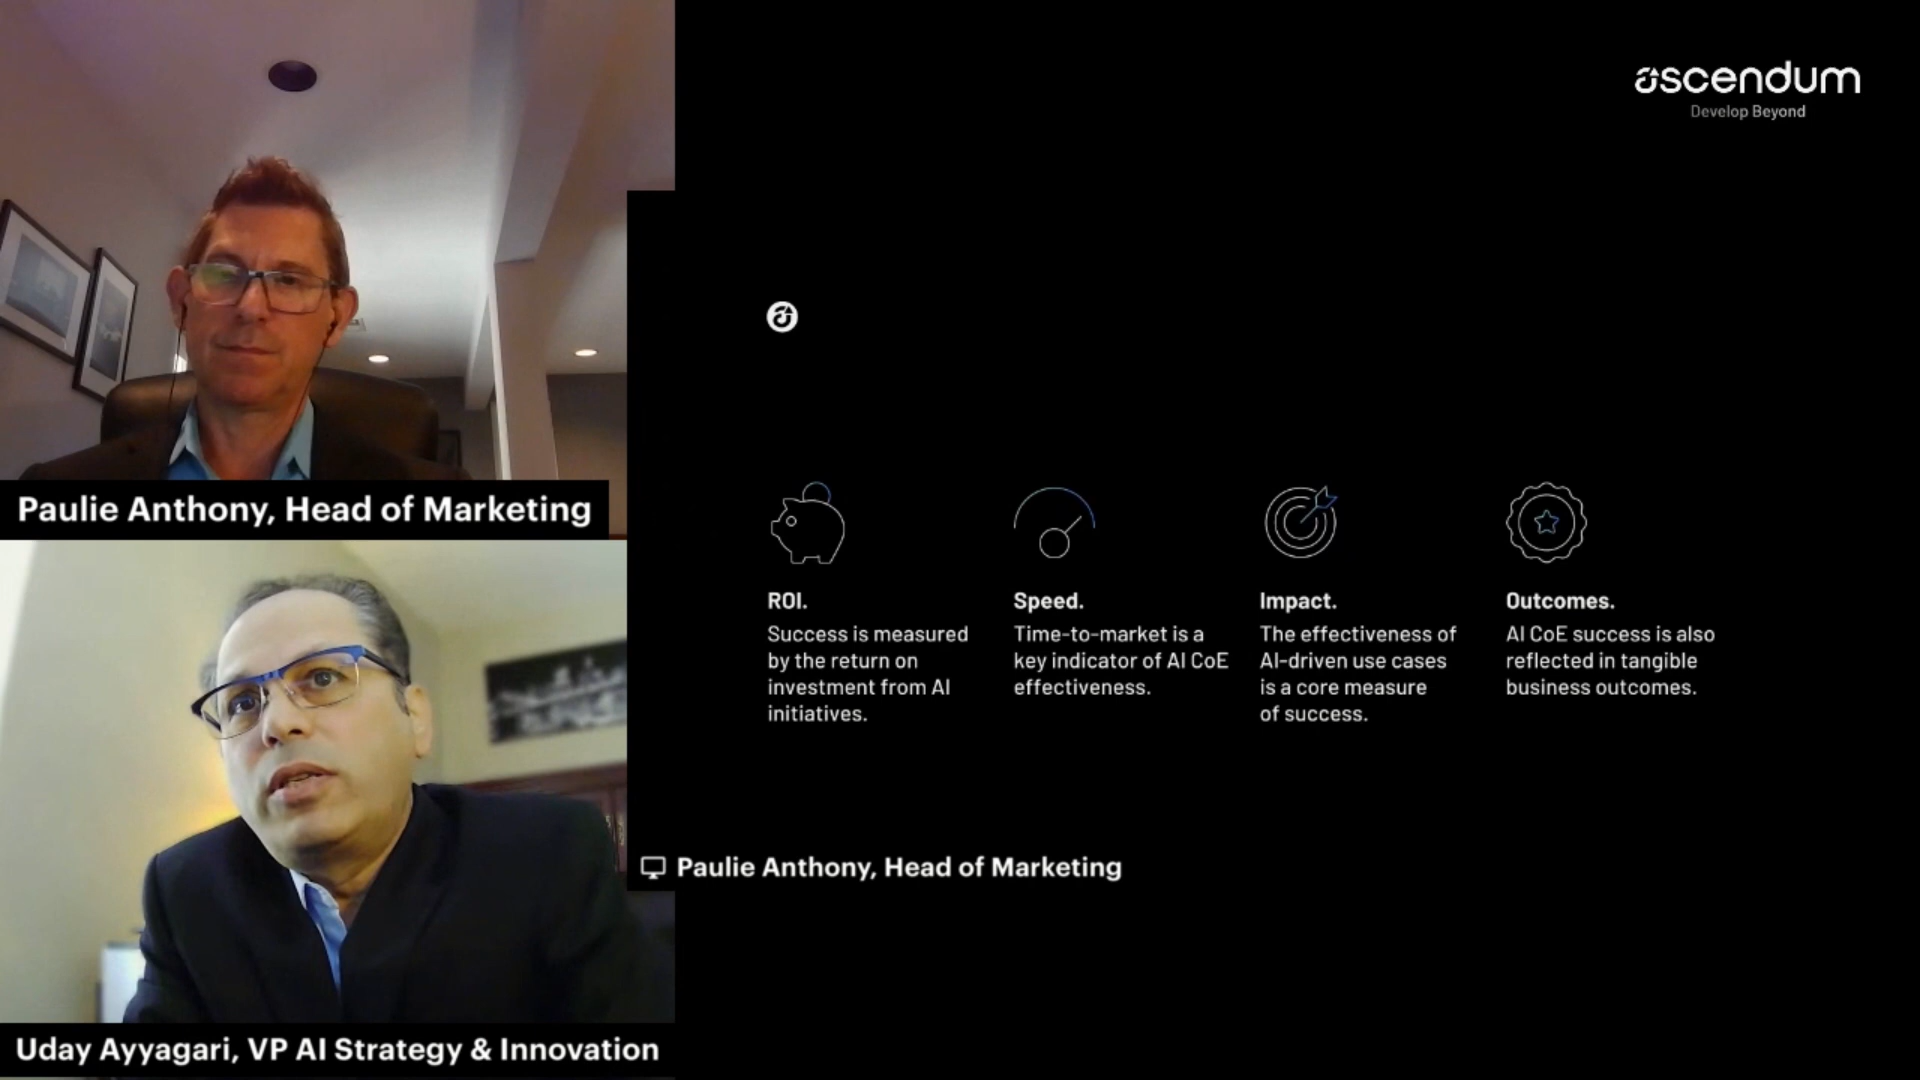 ascendum
Develop Beyond
Paulie Anthony, Head of Marketing
ROI.
Success is measured
by the return on
investment from AI
initiatives.
Speed.
Time-to-market is a
key indicator of AI CoE
effectiveness.
Impact.
The effectiveness of
AI-driven use cases
is a core measure
of success.
Outcomes.
AI CoE success is also
reflected in tangible
business outcomes.
Paulie Anthony, Head of Marketing
Uday Ayyagari, VP AI Strategy & Innovation